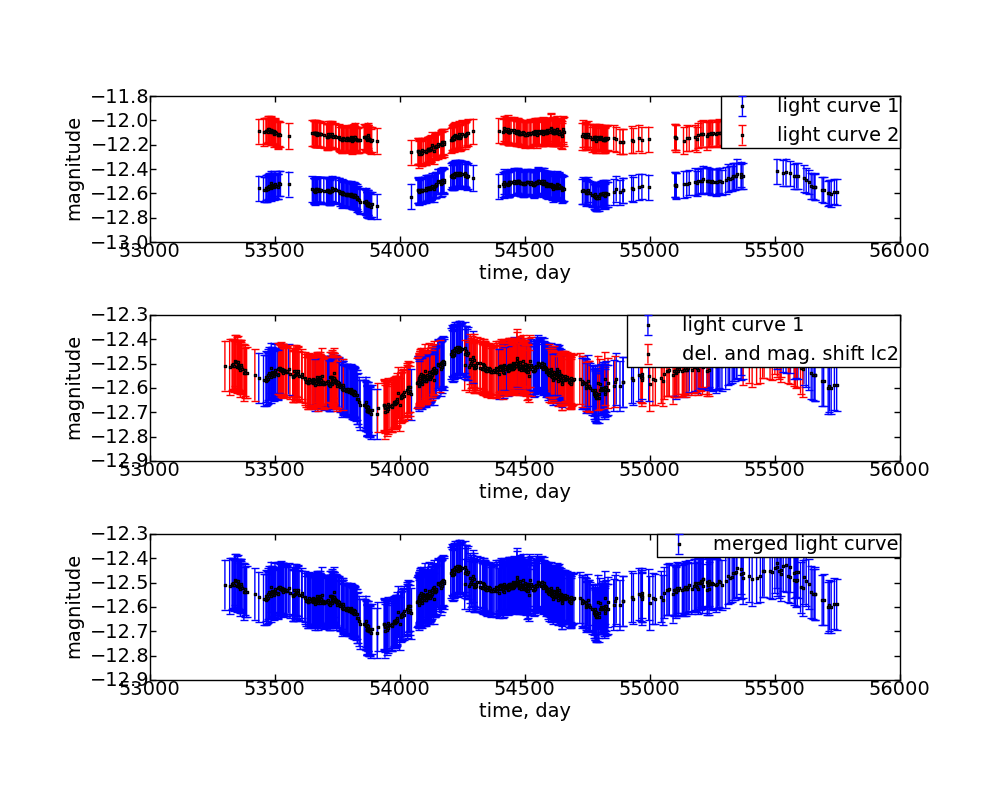 −11.8
−12.0
−12.2
−12.4
−12.6
−12.8
−13.0
magnitude
light curve 1
light curve 2
53000 53500 54000 54500 55000 55500 56000
time, day
−12.3
−12.4
−12.5
−12.6
−12.7
−12.8
−12.9
magnitude
light curve 1
del. and mag. shift lc2
53000 53500 54000 54500 55000 55500 56000
time, day
−12.3
−12.4
−12.5
−12.6
−12.7
−12.8
−12.9
magnitude
merged light curve
53000 53500 54000 54500 55000 55500 56000
time, day